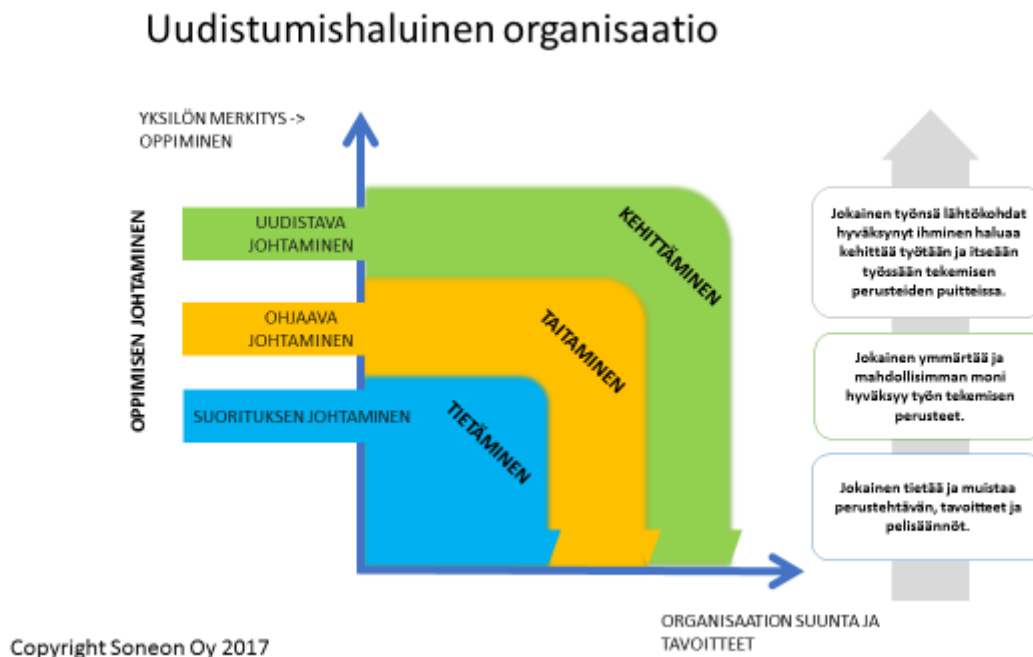 Uudistumishaluinen organisaatio
YKSILÖN MERKITYS ->
OPPIMINEN
OPPIMISEN JOHTAMINEN
UUDISTAVA
JOHTAMINEN
OHJAAVA
JOHTAMINEN
SUORITUKSEN JOHTAMINEN
KEHITTÄMINEN
TAITAMINEN
TIETÄMINEN
Jokainen työnsä lähtökohdat
hyväksynyt ihminen haluaa
kehittää työtään ja itseään
työssään tekemisen
perusteiden puitteissa.
Jokainen ymmärtää ja
mahdollisimman moni
hyväksyy työn tekemisen
perusteet.
Jokainen tietää ja muistaa
perustehtävän, tavoitteet ja
pelisäännöt.
ORGANISAATION SUUNTA JA
TAVOITTEET
Copyright Soneon Oy 2017